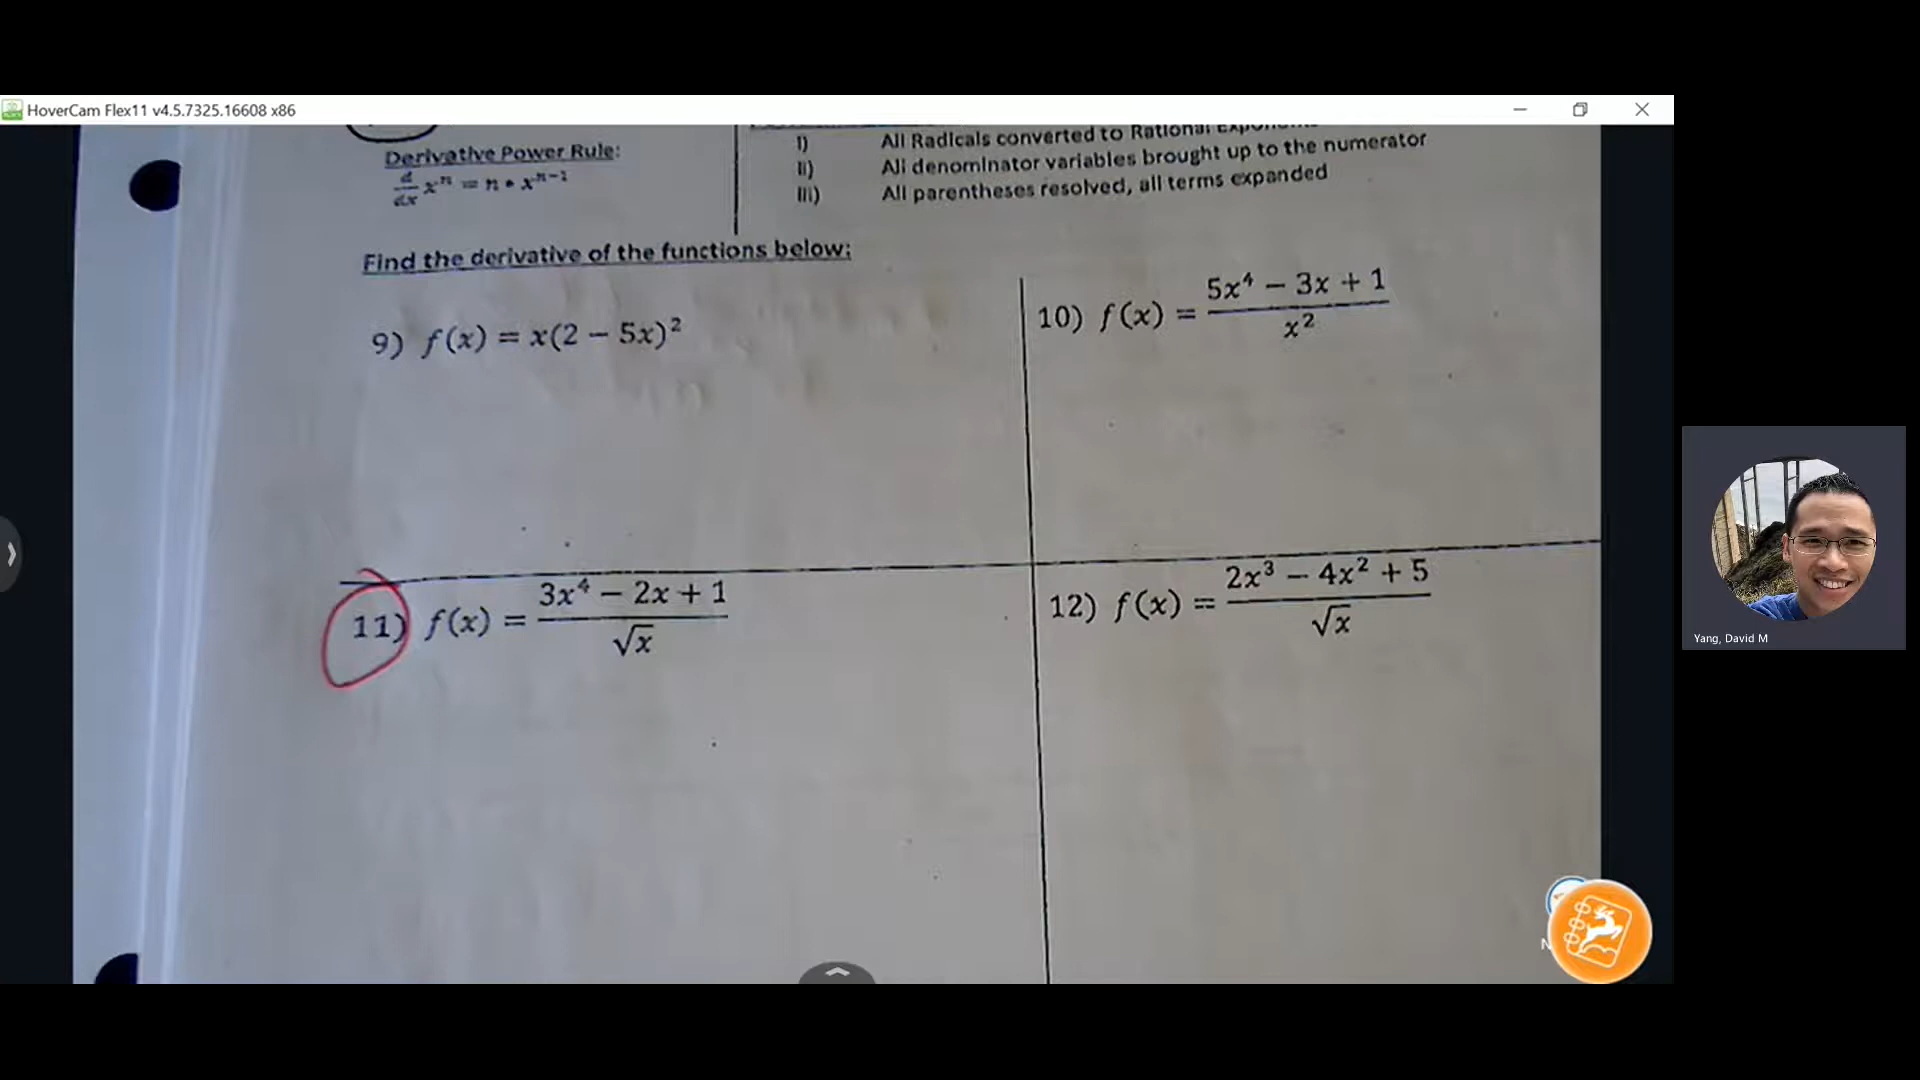 HoverCam Flex11 v4.5.7325.16608 x86
Derivative Power Rule:
d/dx x^n = n • x^{n-1}
I) All Radicals converted to Rational
II) All denominator variables brought up to the numerator
III) All parentheses resolved, all terms expanded
Find the derivative of the functions below:
9) f(x) = x(2 − 5x)²
10) f(x) = (5x⁴ − 3x + 1)/x²
11) f(x) = (3x⁴ − 2x + 1)/√x
12) f(x) = (2x³ − 4x² + 5)/√x
Yang, David M